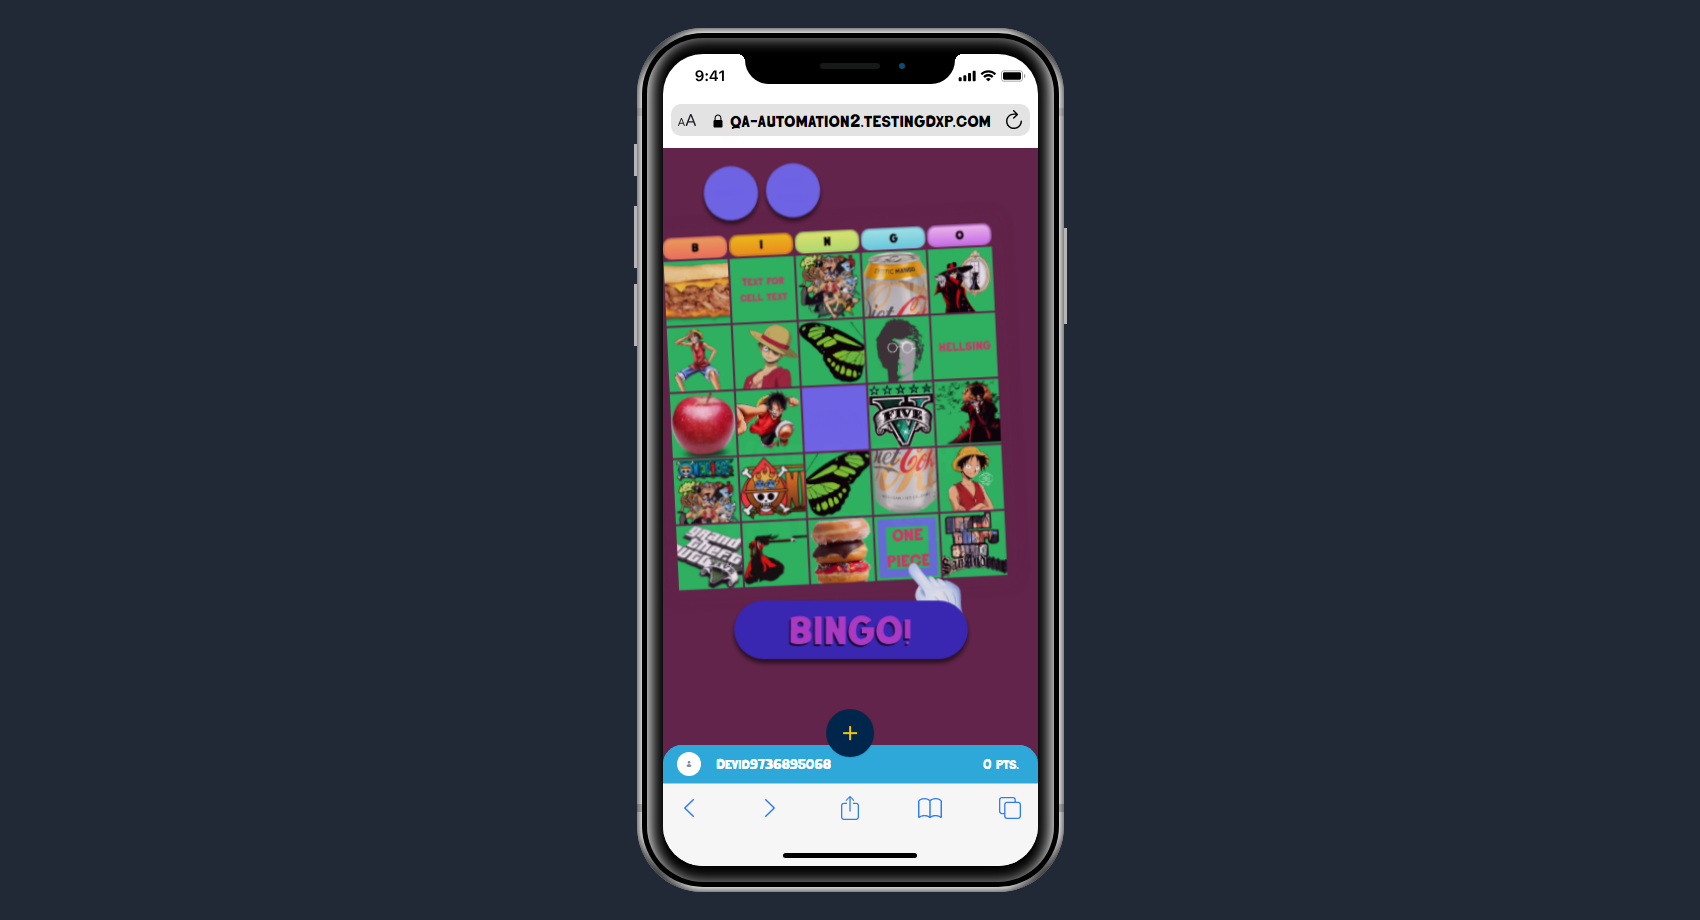 9:41
AA QA-AUTOMATION2.TESTINGDXP.COM
B I N G O
TEXT FOR
CELL TEXT
HELLSING
FIVE
ONE
PIECE
BINGO!
+
DEVID9736895068 0 PTS.